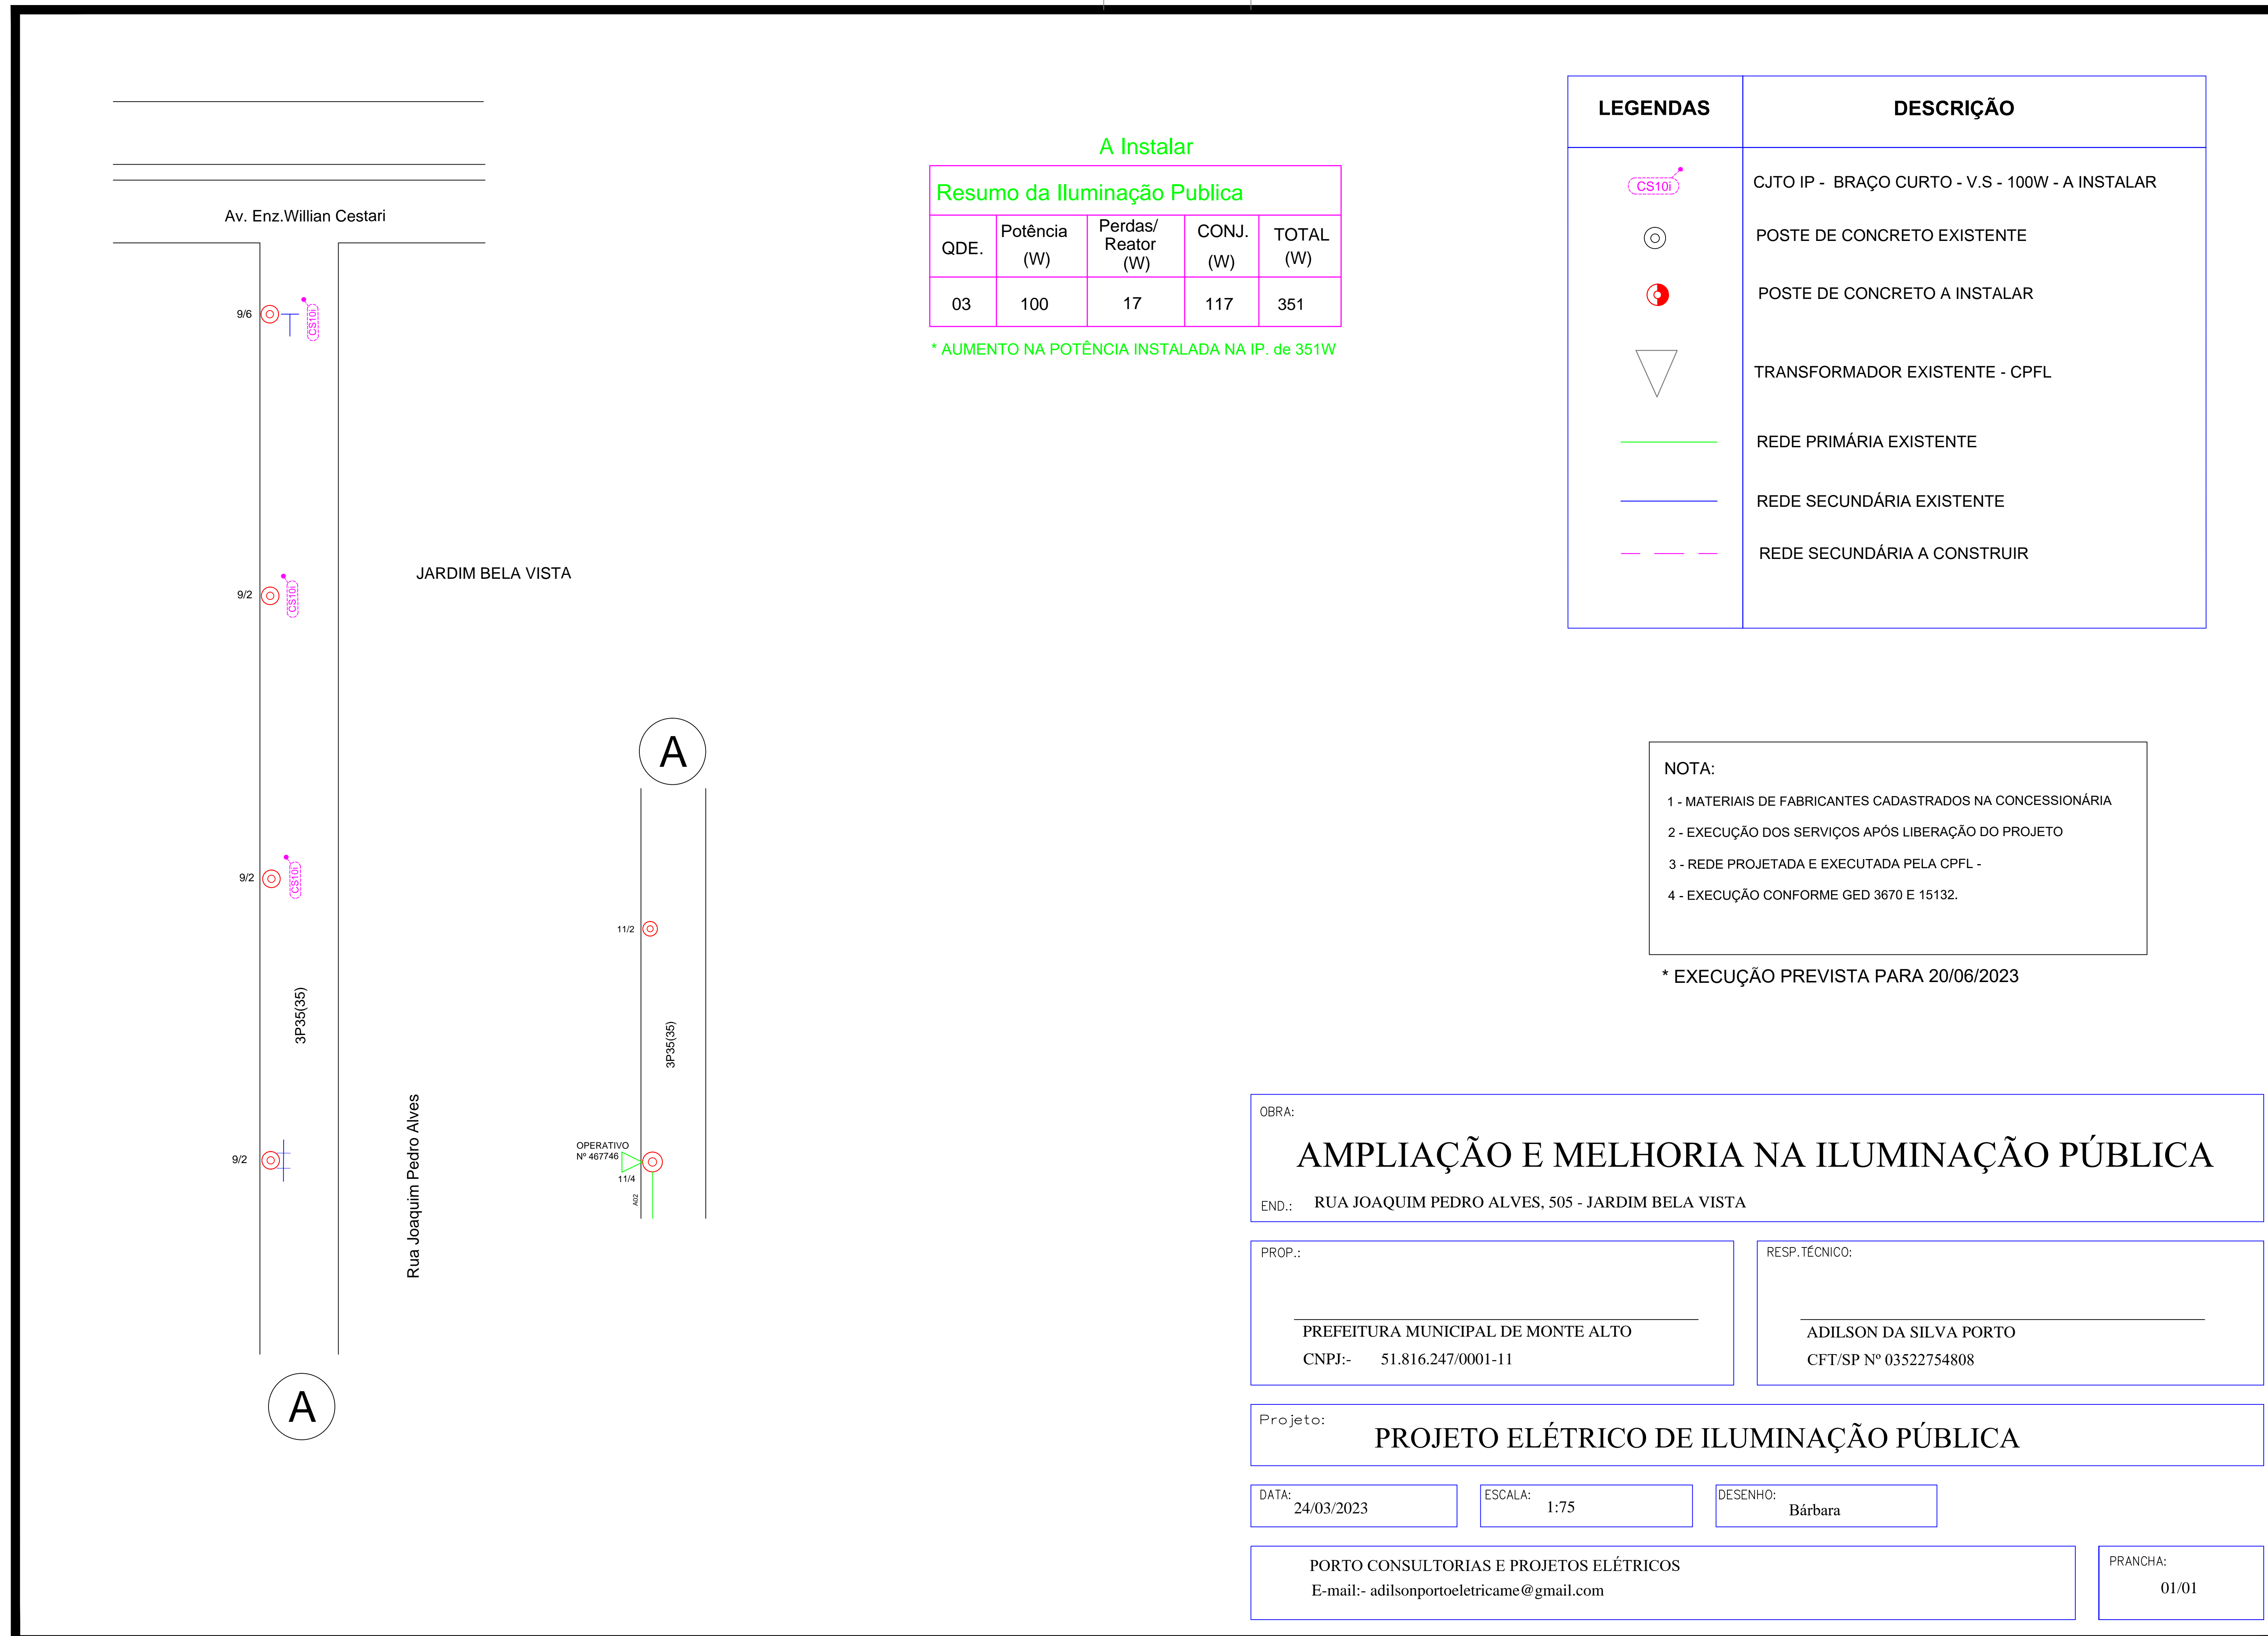 Av. Enz.Willian Cestari
9/6
CS10i
9/2
CS10i
JARDIM BELA VISTA
9/2
CS10i
3P35(35)
9/2
Rua Joaquim Pedro Alves
A
A
11/2
3P35(35)
OPERATIVO
Nº 467746
11/4
A02
A Instalar
Resumo da Iluminação Publica
QDE. Potência (W) Perdas/ Reator (W) CONJ. (W) TOTAL (W)
03 100 17 117 351
* AUMENTO NA POTÊNCIA INSTALADA NA IP. de 351W
LEGENDAS DESCRIÇÃO
CS10i CJTO IP - BRAÇO CURTO - V.S - 100W - A INSTALAR
POSTE DE CONCRETO EXISTENTE
POSTE DE CONCRETO A INSTALAR
TRANSFORMADOR EXISTENTE - CPFL
REDE PRIMÁRIA EXISTENTE
REDE SECUNDÁRIA EXISTENTE
REDE SECUNDÁRIA A CONSTRUIR
NOTA:
1 - MATERIAIS DE FABRICANTES CADASTRADOS NA CONCESSIONÁRIA
2 - EXECUÇÃO DOS SERVIÇOS APÓS LIBERAÇÃO DO PROJETO
3 - REDE PROJETADA E EXECUTADA PELA CPFL -
4 - EXECUÇÃO CONFORME GED 3670 E 15132.
* EXECUÇÃO PREVISTA PARA 20/06/2023
OBRA:
AMPLIAÇÃO E MELHORIA NA ILUMINAÇÃO PÚBLICA
END.: RUA JOAQUIM PEDRO ALVES, 505 - JARDIM BELA VISTA
PROP.:
PREFEITURA MUNICIPAL DE MONTE ALTO
CNPJ:- 51.816.247/0001-11
RESP.TÉCNICO:
ADILSON DA SILVA PORTO
CFT/SP Nº 03522754808
Projeto:
PROJETO ELÉTRICO DE ILUMINAÇÃO PÚBLICA
DATA: 24/03/2023
ESCALA: 1:75
DESENHO: Bárbara
PORTO CONSULTORIAS E PROJETOS ELÉTRICOS
E-mail:- adilsonportoeletricame@gmail.com
PRANCHA:
01/01